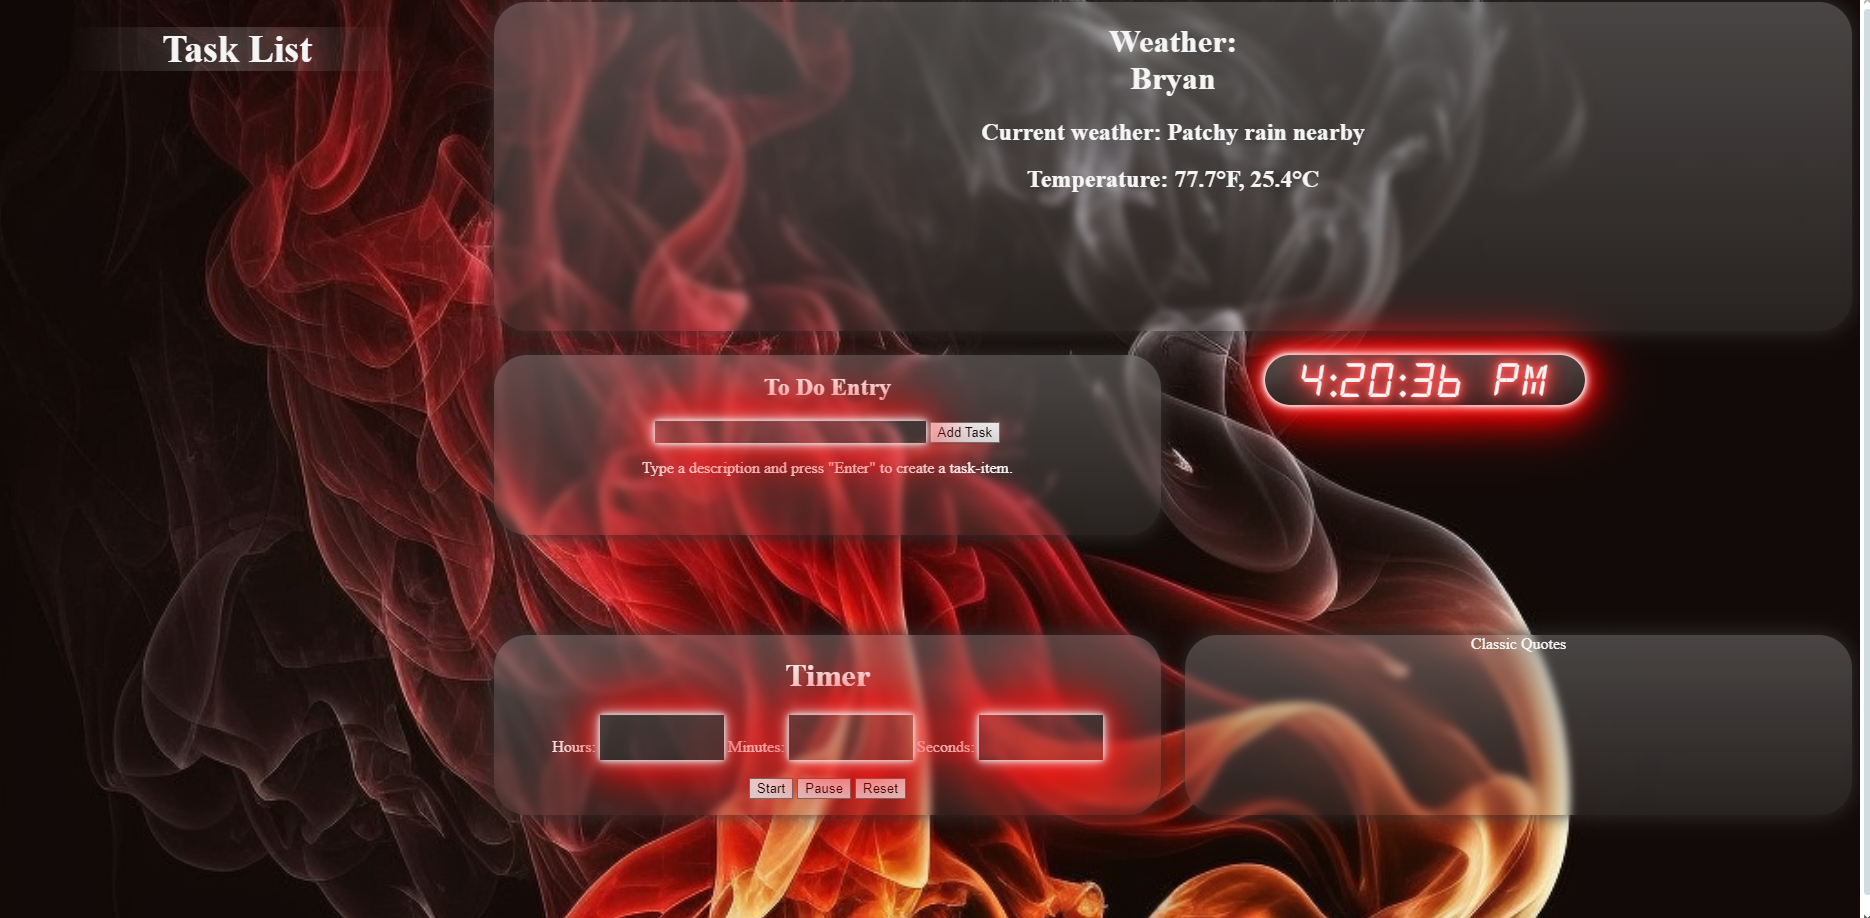 Task List
Weather:
Bryan
Current weather: Patchy rain nearby
Temperature: 77.7°F, 25.4°C
To Do Entry
Add Task
Type a description and press "Enter" to create a task-item.
4:20:36 PM
Timer
Hours: Minutes: Seconds:
Start Pause Reset
Classic Quotes